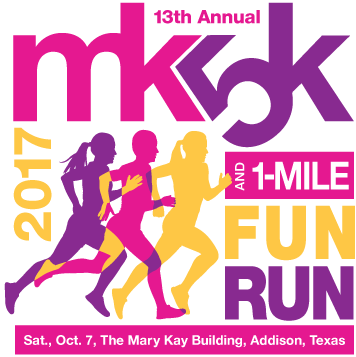 13th Annual
mk5k
2017
AND 1-MILE
FUN
RUN
Sat., Oct. 7, The Mary Kay Building, Addison, Texas